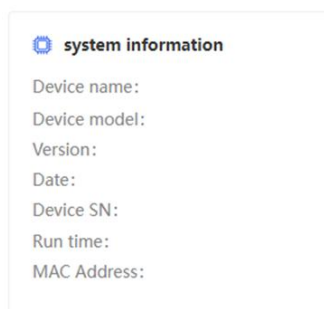 system information
Device name:
Device model:
Version:
Date:
Device SN:
Run time:
MAC Address: